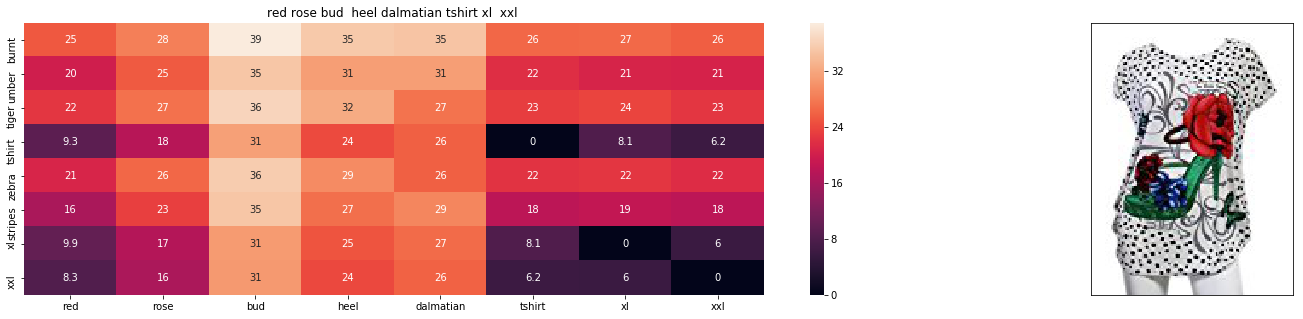 red rose bud  heel dalmatian tshirt xl  xxl
burnt 25 28 39 35 35 26 27 26
umber 20 25 35 31 31 22 21 21
tiger 22 27 36 32 27 23 24 23
tshirt 9.3 18 31 24 26 0 8.1 6.2
zebra 21 26 36 29 26 22 22 22
stripes 16 23 35 27 29 18 19 18
xl 9.9 17 31 25 27 8.1 0 6
xxl 8.3 16 31 24 26 6.2 6 0
red rose bud heel dalmatian tshirt xl xxl
32
24
16
8
0